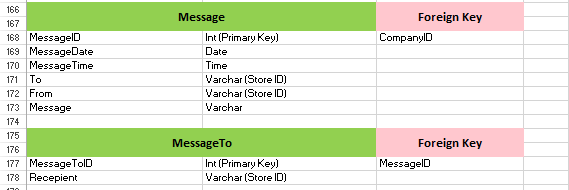 166
167 Message Foreign Key
168 MessageID Int (Primary Key) CompanyID
169 MessageDate Date
170 MessageTime Time
171 To Varchar (Store ID)
172 From Varchar (Store ID)
173 Message Varchar
174
175
176 MessageTo Foreign Key
177 MessageToID Int (Primary Key) MessageID
178 Recepient Varchar (Store ID)